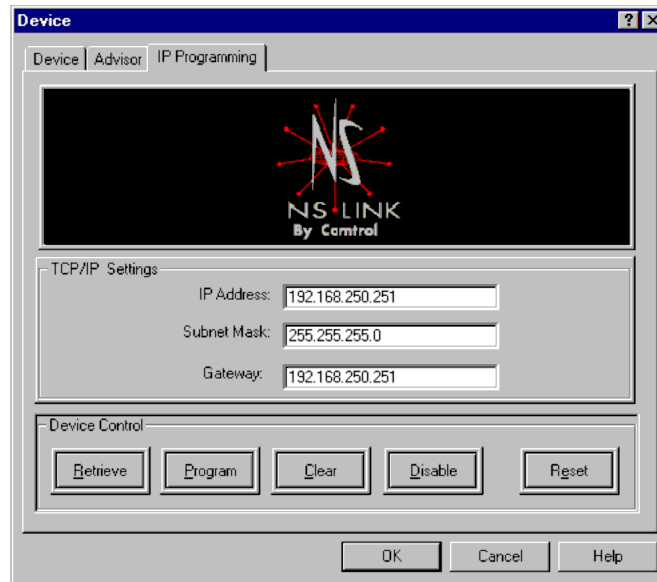 Device
Device Advisor IP Programming
NS
NS LINK
By Comtrol
TCP/IP Settings
IP Address: 192.168.250.251
Subnet Mask: 255.255.255.0
Gateway: 192.168.250.251
Device Control
Retrieve Program Clear Disable Reset
OK Cancel Help